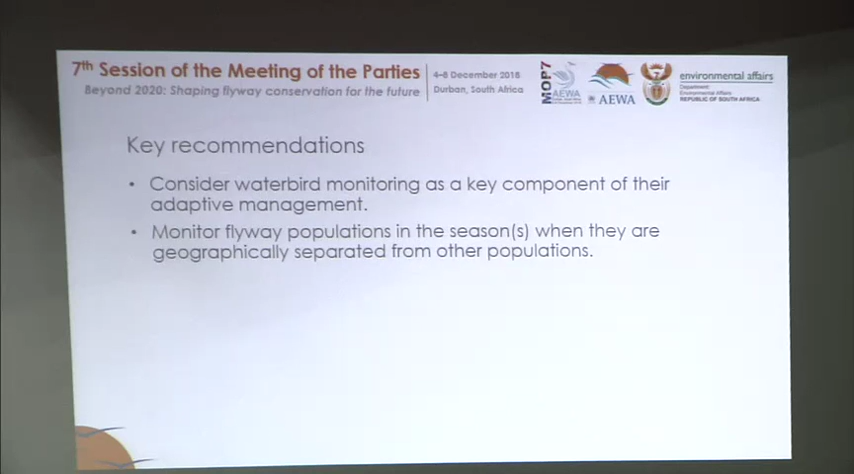 7th Session of the Meeting of the Parties
Beyond 2020: Shaping flyway conservation for the future
4–8 December 2018
Durban, South Africa
MOP7
AEWA
AEWA
environmental affairs
Department:
Environmental Affairs
REPUBLIC OF SOUTH AFRICA
Key recommendations
• Consider waterbird monitoring as a key component of their
adaptive management.
• Monitor flyway populations in the season(s) when they are
geographically separated from other populations.